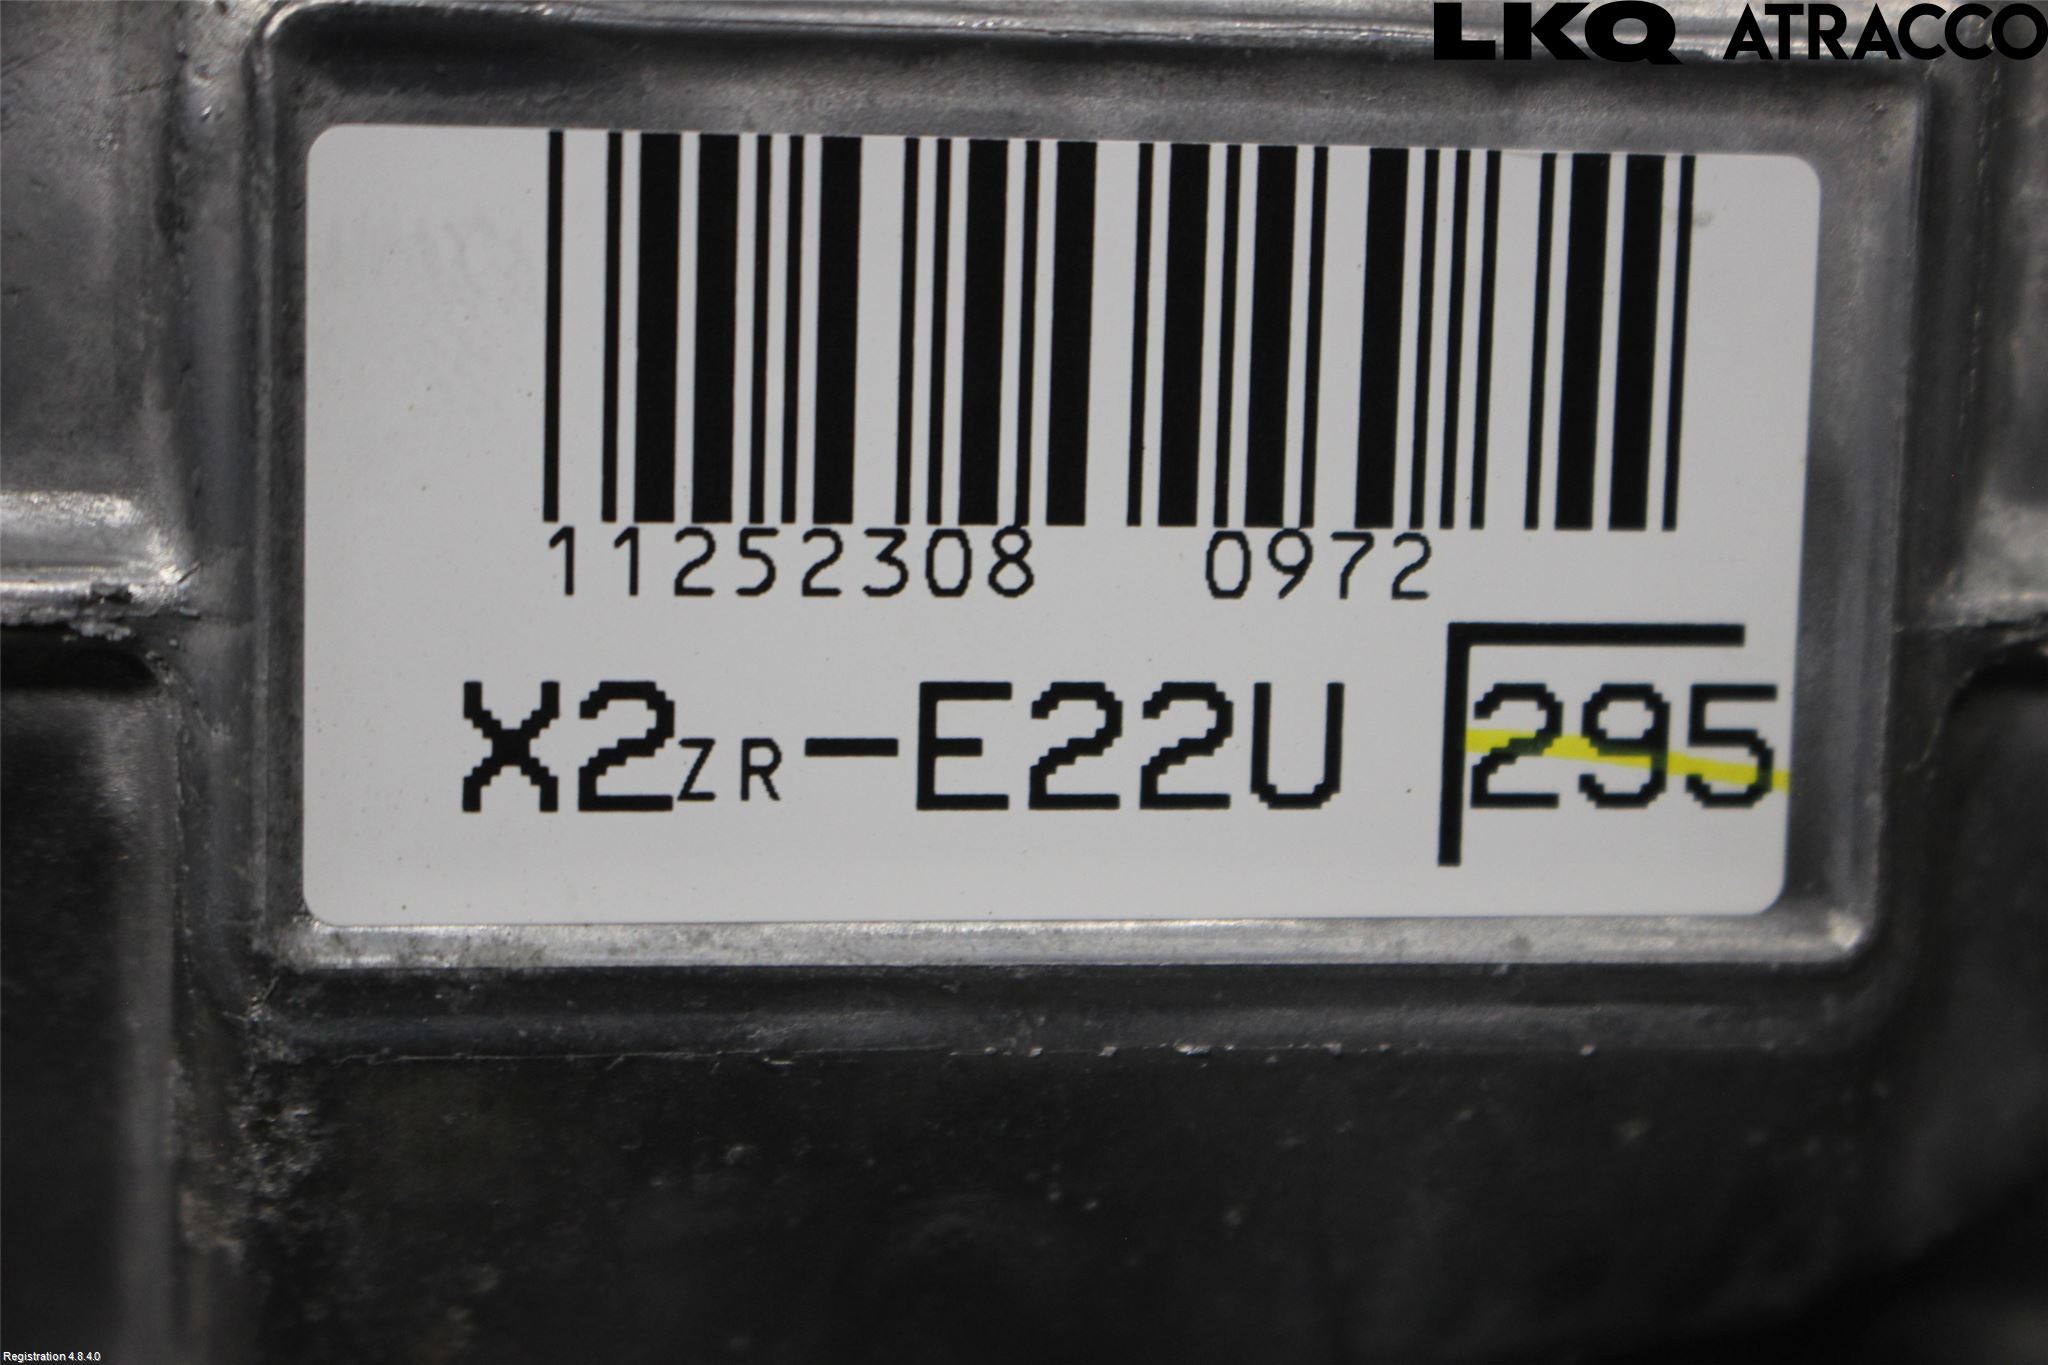 LKQ ATRACCO
11252308 0972
X2ZR-E22U 295
Registration 4.8.4.0